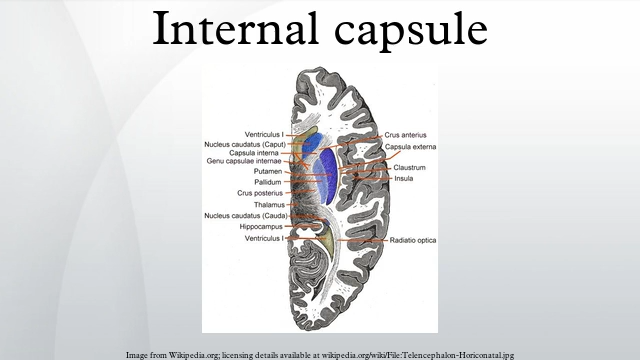 Internal capsule
Ventriculus I
Nucleus caudatus (Caput)
Capsula interna
Genu capsulae internae
Putamen
Pallidum
Crus posterius
Thalamus
Nucleus caudatus (Cauda)
Hippocampus
Ventriculus I
Crus anterius
Capsula externa
Claustrum
Insula
Radiatio optica
Image from Wikipedia.org; licensing details available at wikipedia.org/wiki/File:Telencephalon-Horiconatal.jpg